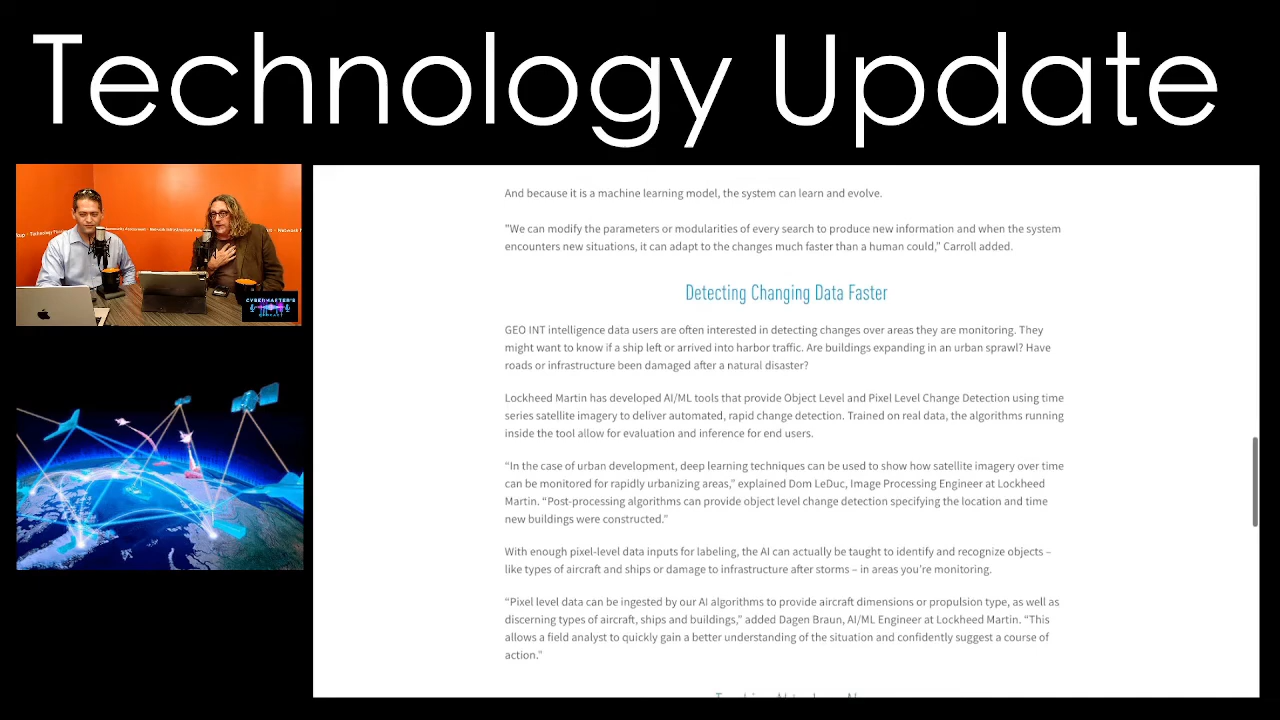 Technology Update
CYBERMASTER'S
PODCAST
And because it is a machine learning model, the system can learn and evolve.
"We can modify the parameters or modularities of every search to produce new information and when the system
encounters new situations, it can adapt to the changes much faster than a human could," Carroll added.
Detecting Changing Data Faster
GEO INT intelligence data users are often interested in detecting changes over areas they are monitoring. They
might want to know if a ship left or arrived into harbor traffic. Are buildings expanding in an urban sprawl? Have
roads or infrastructure been damaged after a natural disaster?
Lockheed Martin has developed AI/ML tools that provide Object Level and Pixel Level Change Detection using time
series satellite imagery to deliver automated, rapid change detection. Trained on real data, the algorithms running
inside the tool allow for evaluation and inference for end users.
“In the case of urban development, deep learning techniques can be used to show how satellite imagery over time
can be monitored for rapidly urbanizing areas,” explained Dom LeDuc, Image Processing Engineer at Lockheed
Martin. “Post-processing algorithms can provide object level change detection specifying the location and time
new buildings were constructed.”
With enough pixel-level data inputs for labeling, the AI can actually be taught to identify and recognize objects –
like types of aircraft and ships or damage to infrastructure after storms – in areas you’re monitoring.
“Pixel level data can be ingested by our AI algorithms to provide aircraft dimensions or propulsion type, as well as
discerning types of aircraft, ships and buildings,” added Dagen Braun, AI/ML Engineer at Lockheed Martin. “This
allows a field analyst to quickly gain a better understanding of the situation and confidently suggest a course of
action.”